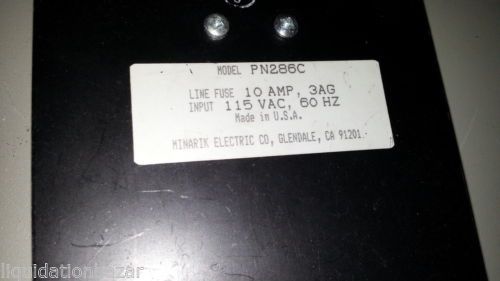 MODEL PN286C
LINE FUSE 10 AMP, 3AG
INPUT 115 VAC, 60 HZ
Made in U.S.A.
MINARIK ELECTRIC CO, GLENDALE, CA 91201.
liquidationbazar